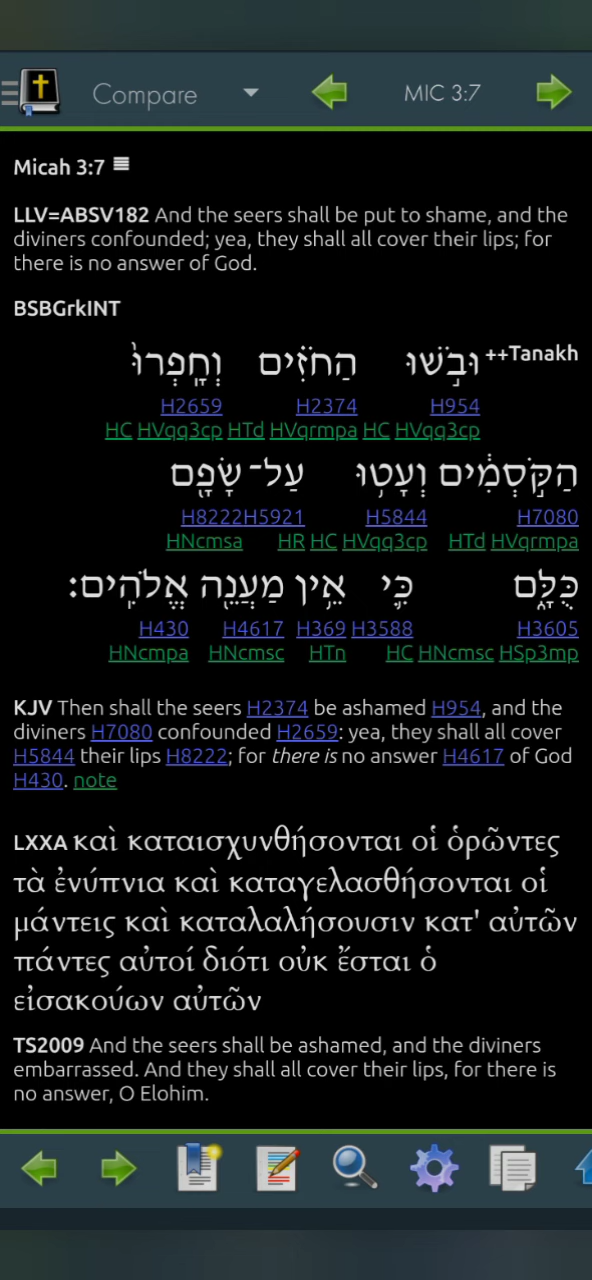 Compare
MIC 3:7
Micah 3:7
LLV=ABSV182 And the seers shall be put to shame, and the
diviners confounded; yea, they shall all cover their lips; for
there is no answer of God.
BSBGrkINT
++Tanakh וּבֹ֣שׁוּ הַחֹזִ֗ים וְחָֽפְרוּ֙
H2659 H2374 H954
HC HVqq3cp HTd HVqrmpa HC HVqq3cp
הַקֹּ֣סְמִ֔ים וְעָט֥וּ עַל־ שָׂפָ֖ם
H8222 H5921 H5844 H7080
HNcmsa HR HC HVqq3cp HTd HVqrmpa
כֻּלָּ֑ם כִּ֛י אֵ֥ין מַעֲנֵ֖ה אֱלֹהִֽים׃
H430 H4617 H369 H3588 H3605
HNcmpa HNcmsc HTn HC HNcmsc HSp3mp
KJV Then shall the seers H2374 be ashamed H954, and the
diviners H7080 confounded H2659: yea, they shall all cover
H5844 their lips H8222; for there is no answer H4617 of God
H430. note
LXXA καὶ καταισχυνθήσονται οἱ ὁρῶντες
τὰ ἐνύπνια καὶ καταγελασθήσονται οἱ
μάντεις καὶ καταλαλήσουσιν κατ' αὐτῶν
πάντες αὐτοί διότι οὐκ ἔσται ὁ
εἰσακούων αὐτῶν
TS2009 And the seers shall be ashamed, and the diviners
embarrassed. And they shall all cover their lips, for there is
no answer, O Elohim.